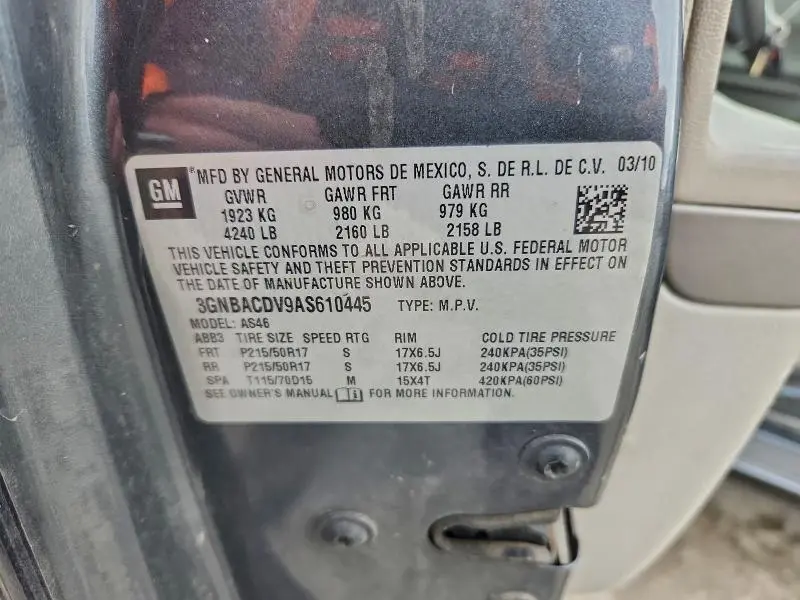 GM
MFD BY GENERAL MOTORS DE MEXICO, S. DE R.L. DE C.V. 03/10
GVWR GAWR FRT GAWR RR
1923 KG 980 KG 979 KG
4240 LB 2160 LB 2158 LB
THIS VEHICLE CONFORMS TO ALL APPLICABLE U.S. FEDERAL MOTOR
VEHICLE SAFETY AND THEFT PREVENTION STANDARDS IN EFFECT ON
THE DATE OF MANUFACTURE SHOWN ABOVE.
3GNBACDV9AS610445 TYPE: M.P.V.
MODEL: AS46
ABB3 TIRE SIZE SPEED RTG RIM COLD TIRE PRESSURE
FRT P215/50R17 S 17X6.5J 240KPA(35PSI)
RR P215/50R17 S 17X6.5J 240KPA(35PSI)
SPA T115/70D15 M 15X4T 420KPA(60PSI)
SEE OWNER'S MANUAL i FOR MORE INFORMATION.